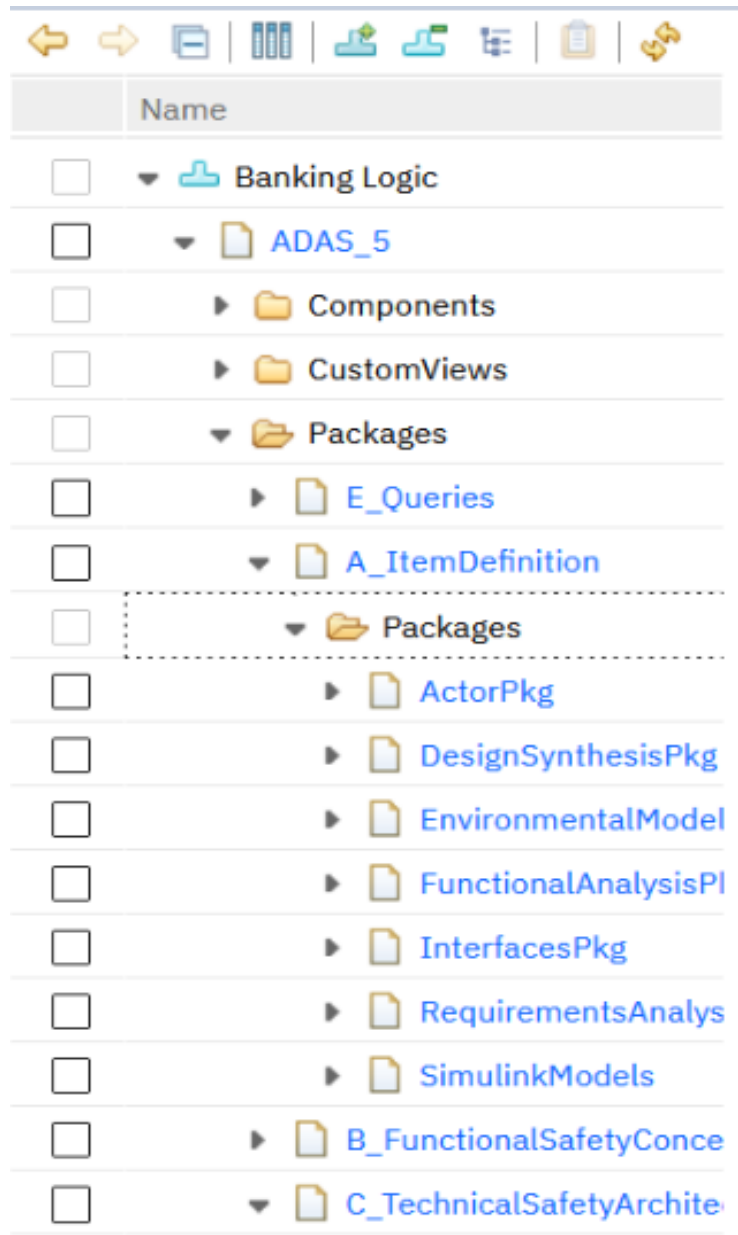 Name
Banking Logic
ADAS_5
Components
CustomViews
Packages
E_Queries
A_ItemDefinition
Packages
ActorPkg
DesignSynthesisPkg
EnvironmentalModel
FunctionalAnalysisPl
InterfacesPkg
RequirementsAnalys
SimulinkModels
B_FunctionalSafetyConce
C_TechnicalSafetyArchite